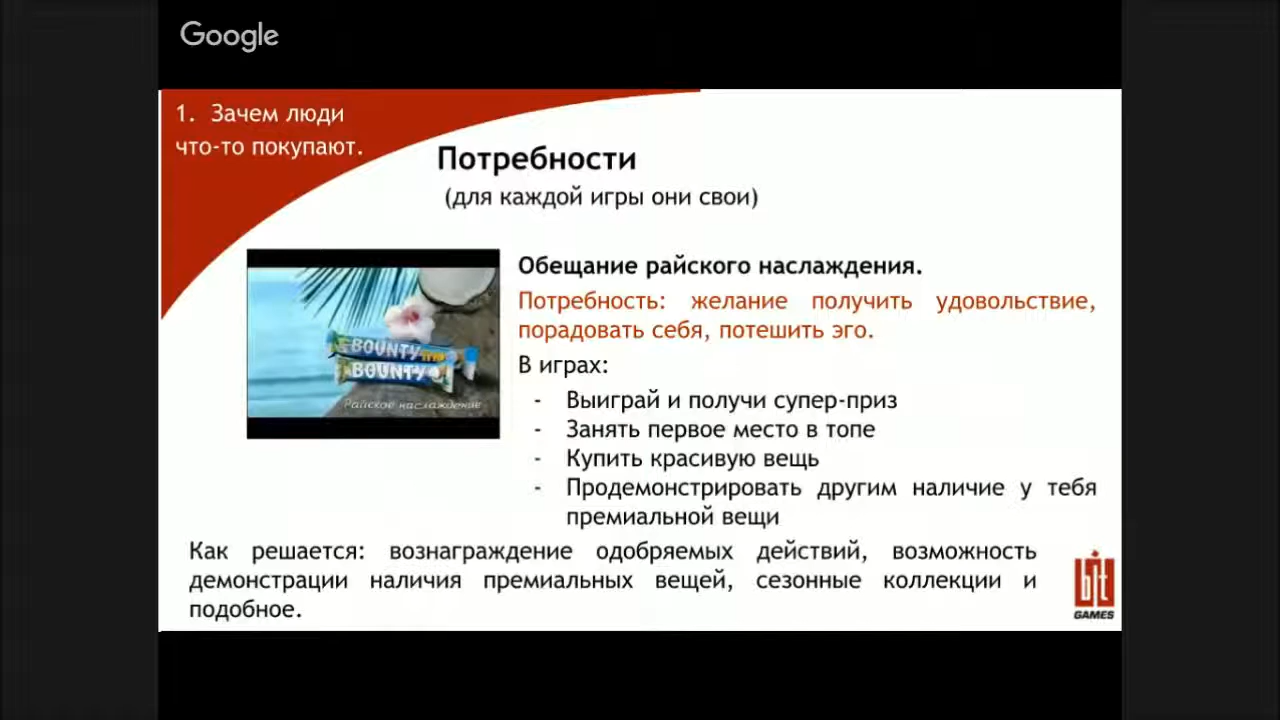 Google
1. Зачем люди
что-то покупают.
Потребности
(для каждой игры они свои)
BOUNTY
TRIO
BOUNTY
Райское наслаждение
Обещание райского наслаждения.
Потребность: желание получить удовольствие,
порадовать себя, потешить эго.
В играх:
- Выиграй и получи супер-приз
- Занять первое место в топе
- Купить красивую вещь
- Продемонстрировать другим наличие у тебя
премиальной вещи
Как решается: вознаграждение одобряемых действий, возможность
демонстрации наличия премиальных вещей, сезонные коллекции и
подобное.
bit
GAMES